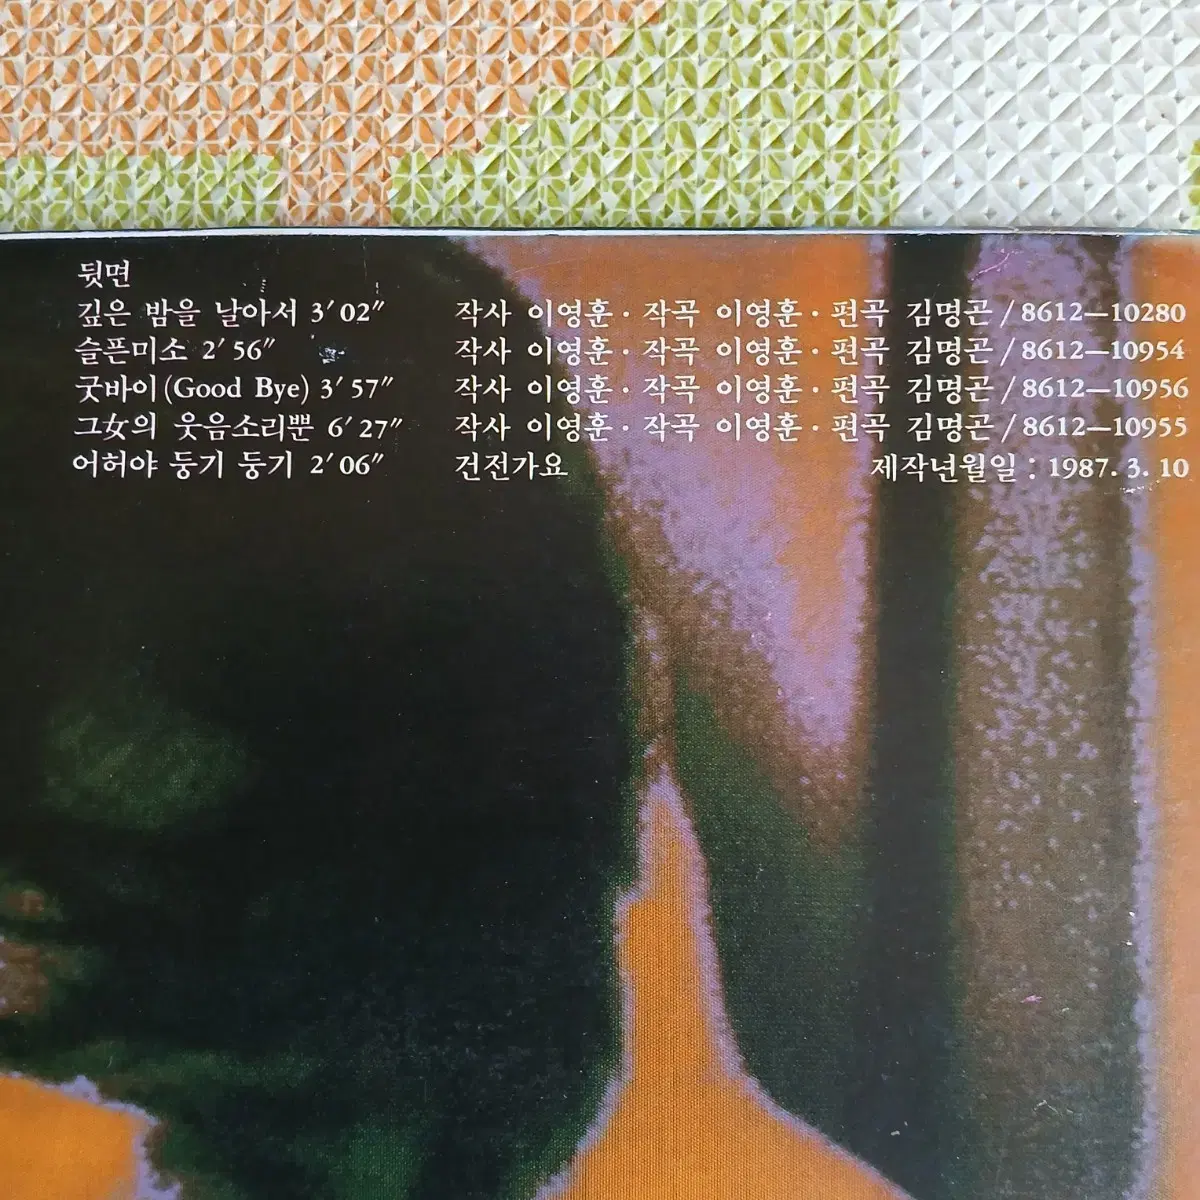 뒷면
깊은 밤을 날아서 3′02″ 작사 이영훈·작곡 이영훈·편곡 김명곤/8612—10280
슬픈미소 2′56″ 작사 이영훈·작곡 이영훈·편곡 김명곤/8612—10954
굿바이(Good Bye) 3′57″ 작사 이영훈·작곡 이영훈·편곡 김명곤/8612—10956
그女의 웃음소리뿐 6′27″ 작사 이영훈·작곡 이영훈·편곡 김명곤/8612—10955
어허야 둥기 둥기 2′06″ 건전가요 제작년월일 : 1987. 3. 10